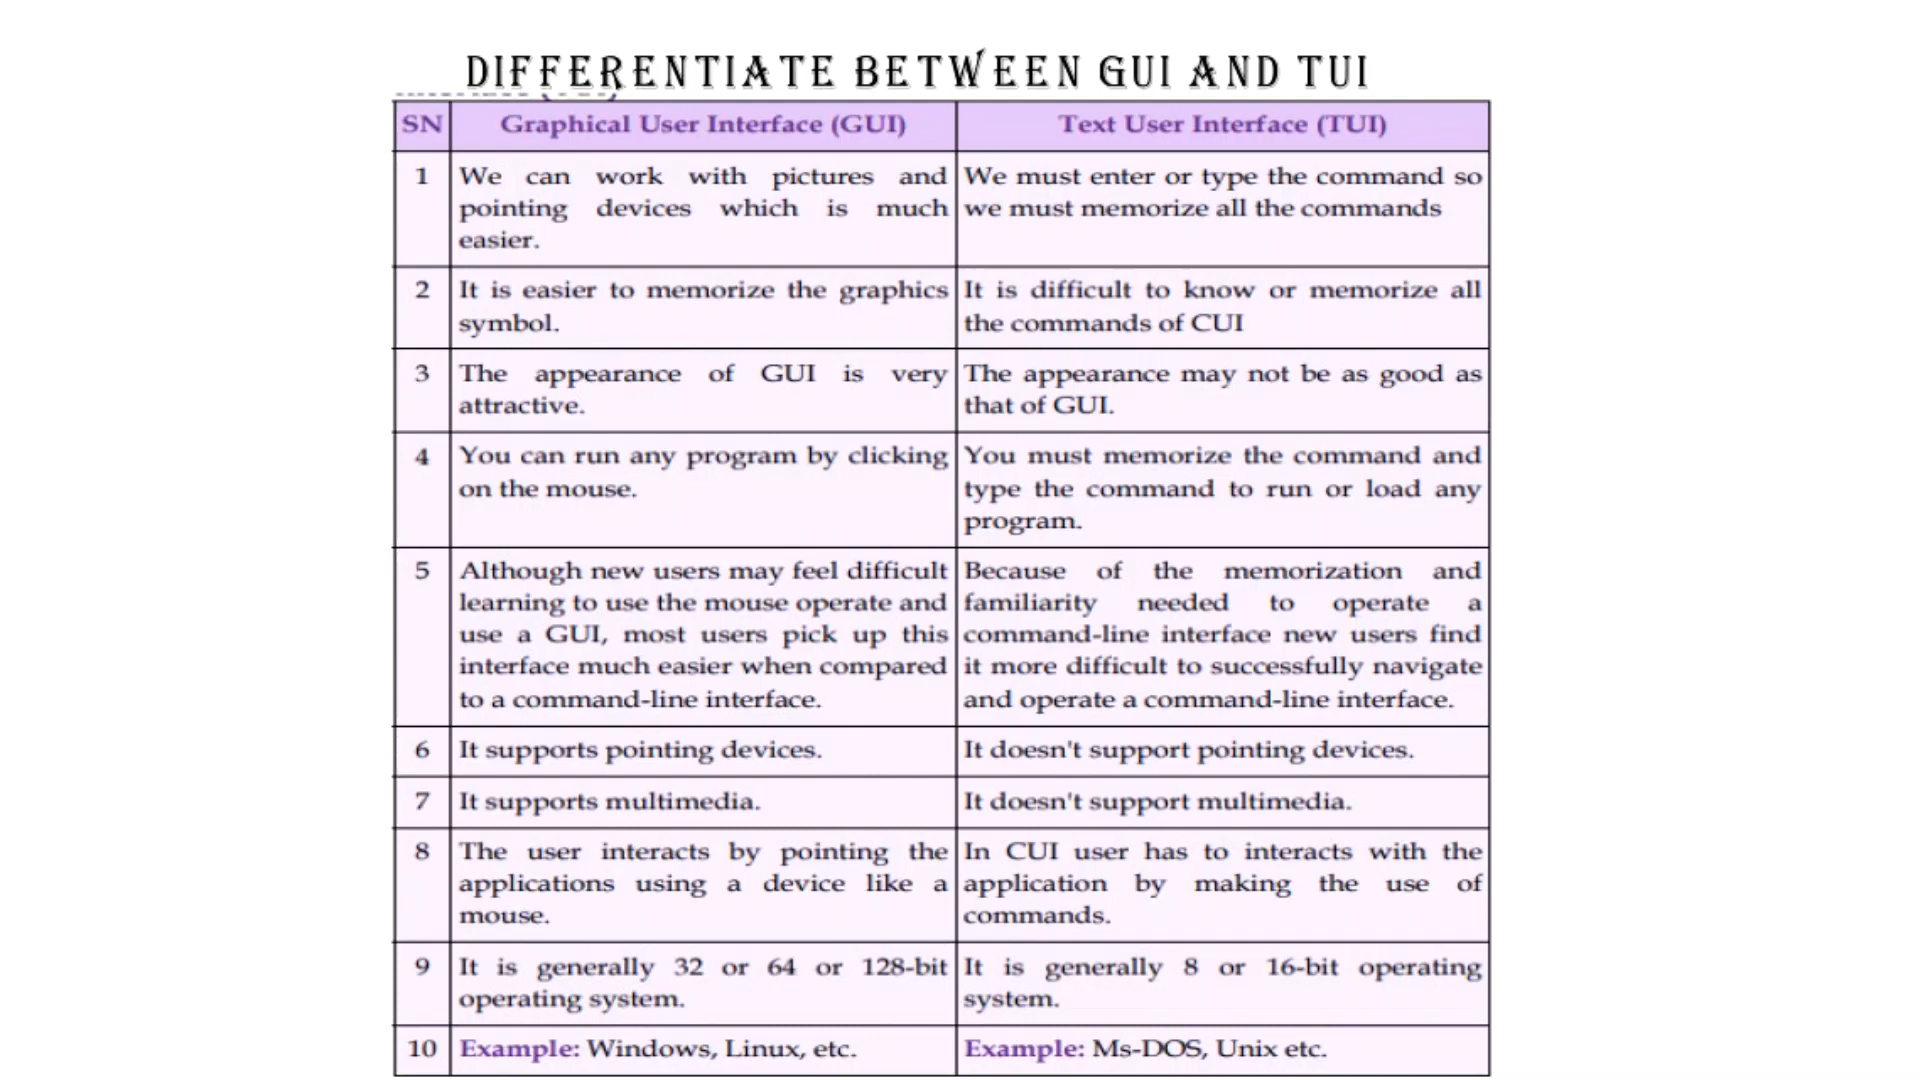 DIFFERENTIATE BETWEEN GUI AND TUI
SN Graphical User Interface (GUI) Text User Interface (TUI)
1 We can work with pictures and We must enter or type the command so
pointing devices which is much we must memorize all the commands
easier.
2 It is easier to memorize the graphics It is difficult to know or memorize all
symbol. the commands of CUI
3 The appearance of GUI is very The appearance may not be as good as
attractive. that of GUI.
4 You can run any program by clicking You must memorize the command and
on the mouse. type the command to run or load any
program.
5 Although new users may feel difficult Because of the memorization and
learning to use the mouse operate and familiarity needed to operate a
use a GUI, most users pick up this command-line interface new users find
interface much easier when compared it more difficult to successfully navigate
to a command-line interface. and operate a command-line interface.
6 It supports pointing devices. It doesn't support pointing devices.
7 It supports multimedia. It doesn't support multimedia.
8 The user interacts by pointing the In CUI user has to interacts with the
applications using a device like a application by making the use of
mouse. commands.
9 It is generally 32 or 64 or 128-bit It is generally 8 or 16-bit operating
operating system. system.
10 Example: Windows, Linux, etc. Example: Ms-DOS, Unix etc.